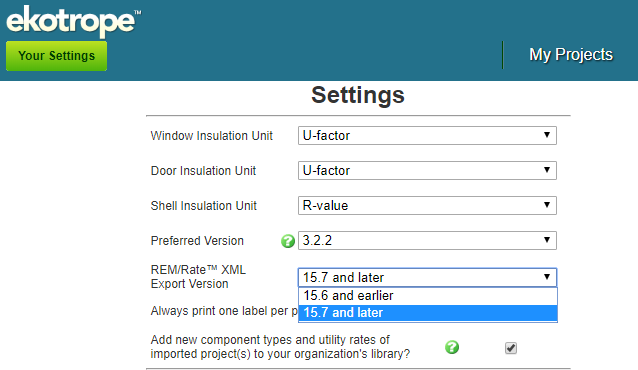 ekotrope™
Your Settings
My Projects
Settings
Window Insulation Unit
U-factor
Door Insulation Unit
U-factor
Shell Insulation Unit
R-value
Preferred Version
?
3.2.2
REM/Rate™ XML
Export Version
15.7 and later
15.6 and earlier
15.7 and later
Always print one label per p
Add new component types and utility rates of
imported project(s) to your organization's library?
?